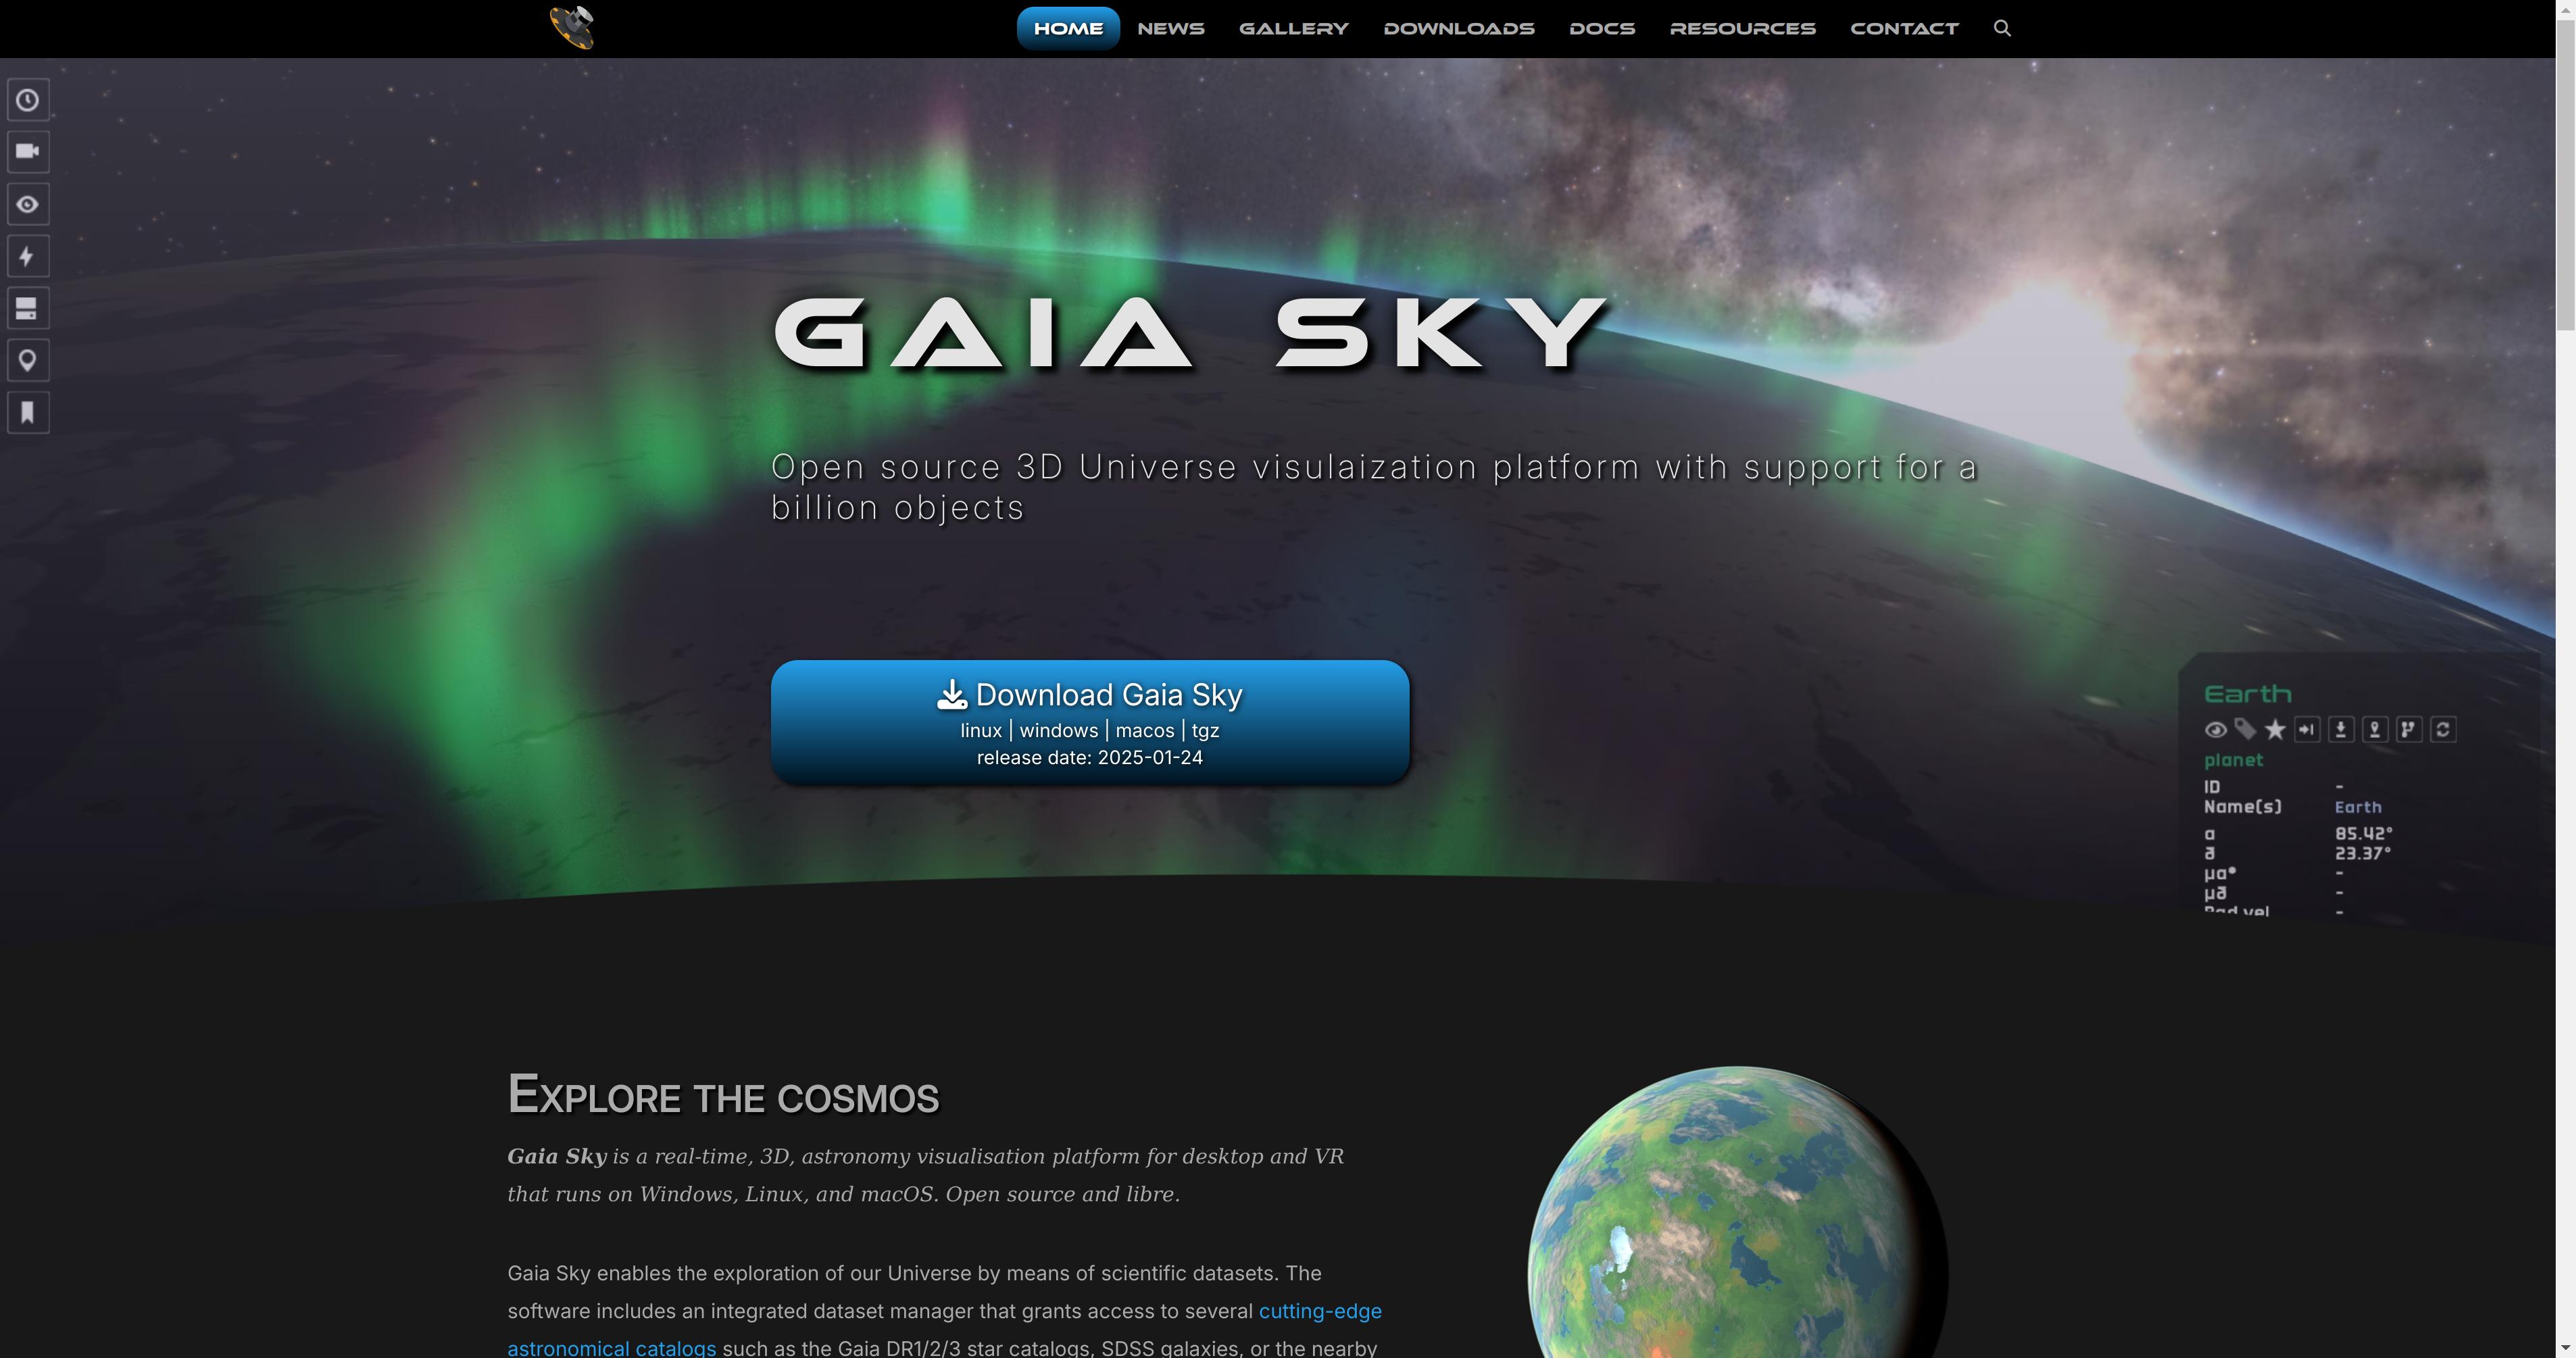 HOME NEWS GALLERY DOWNLOADS DOCS RESOURCES CONTACT
GAIA SKY
Open source 3D Universe visulaization platform with support for a
billion objects
Download Gaia Sky
linux | windows | macos | tgz
release date: 2025-01-24
Earth
planet
ID -
Name(s) Earth
α 85.42°
δ 23.37°
μα* -
μδ -
Rad vel -
Explore the cosmos
Gaia Sky is a real-time, 3D, astronomy visualisation platform for desktop and VR
that runs on Windows, Linux, and macOS. Open source and libre.
Gaia Sky enables the exploration of our Universe by means of scientific datasets. The
software includes an integrated dataset manager that grants access to several cutting-edge
astronomical catalogs such as the Gaia DR1/2/3 star catalogs, SDSS galaxies, or the nearby